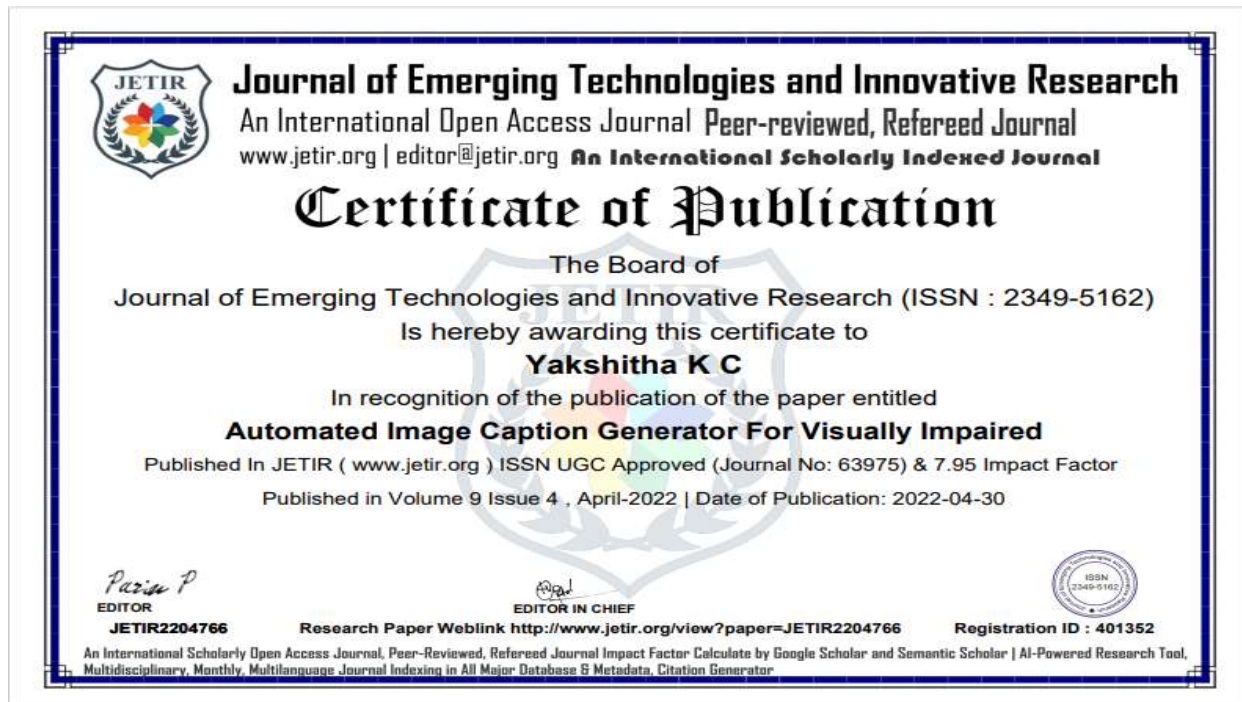 JETIR
Journal of Emerging Technologies and Innovative Research
An International Open Access Journal Peer-reviewed, Refereed Journal
www.jetir.org | editor@jetir.org An International Scholarly Indexed Journal
Certificate of Publication
The Board of
Journal of Emerging Technologies and Innovative Research (ISSN : 2349-5162)
Is hereby awarding this certificate to
Yakshitha K C
In recognition of the publication of the paper entitled
Automated Image Caption Generator For Visually Impaired
Published In JETIR ( www.jetir.org ) ISSN UGC Approved (Journal No: 63975) & 7.95 Impact Factor
Published in Volume 9 Issue 4 , April-2022 | Date of Publication: 2022-04-30
JETIR
EDITOR
EDITOR IN CHIEF
ISSN
2349-5162
JETIR2204766 Research Paper Weblink http://www.jetir.org/view?paper=JETIR2204766 Registration ID : 401352
An International Scholarly Open Access Journal, Peer-Reviewed, Refereed Journal Impact Factor Calculate by Google Scholar and Semantic Scholar | AI-Powered Research Tool,
Multidisciplinary, Monthly, Multilanguage Journal Indexing in All Major Database & Metadata, Citation Generator